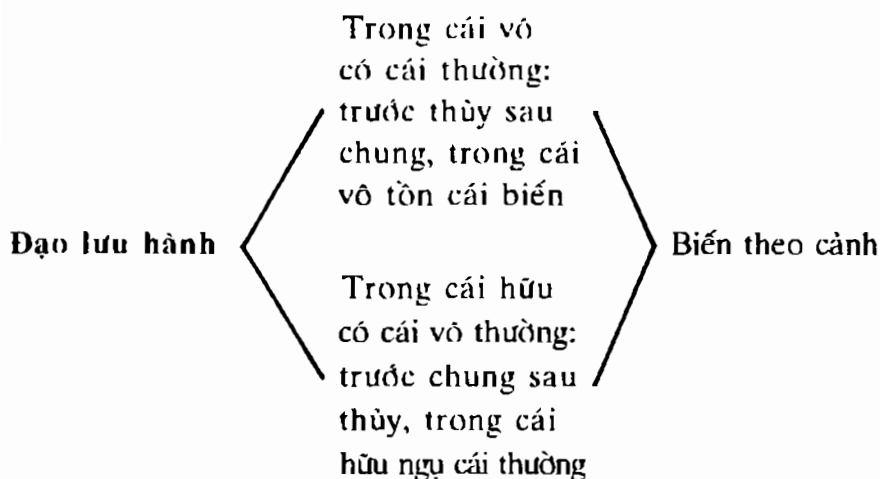 Trong cái vô
có cái thường:
trước thủy sau
chung, trong cái
vô tồn cái biến
Đạo lưu hành
Biến theo cảnh
Trong cái hữu
có cái vô thường:
trước chung sau
thủy, trong cái
hữu ngụ cái thường